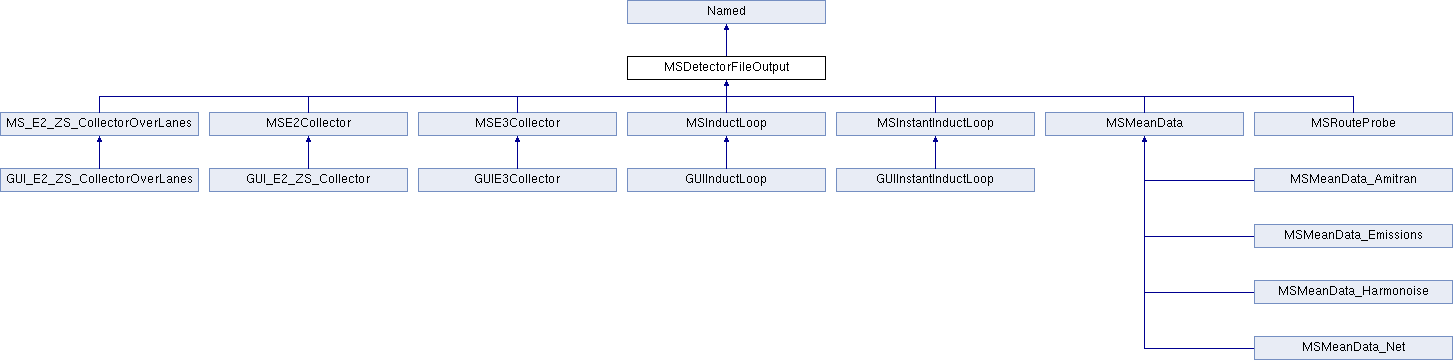 Named
MSDetectorFileOutput
MS_E2_ZS_CollectorOverLanes
MSE2Collector
MSE3Collector
MSInductLoop
MSInstantInductLoop
MSMeanData
MSRouteProbe
GUI_E2_ZS_CollectorOverLanes
GUI_E2_ZS_Collector
GUIE3Collector
GUIInductLoop
GUIInstantInductLoop
MSMeanData_Amitran
MSMeanData_Emissions
MSMeanData_Harmonoise
MSMeanData_Net